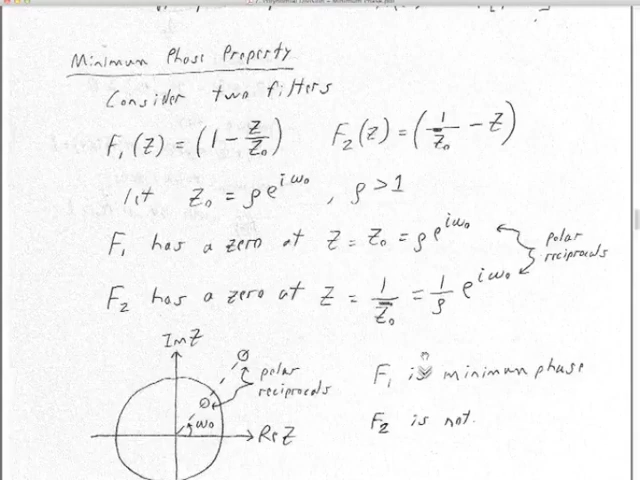 Minimum Phase Property
Consider two filters
F₁(Z) = (1 - Z/Z₀)   F₂(Z) = (1/Z̄₀ - Z)
let Z₀ = ρe^{iω₀}, ρ>1
F₁ has a zero at Z = Z₀ = ρe^{iω₀}
F₂ has a zero at Z = 1/Z̄₀ = 1/ρ e^{iω₀}
polar
reciprocals
Im Z
polar
reciprocals
ω₀
Re Z
F₁ is minimum phase
F₂ is not.